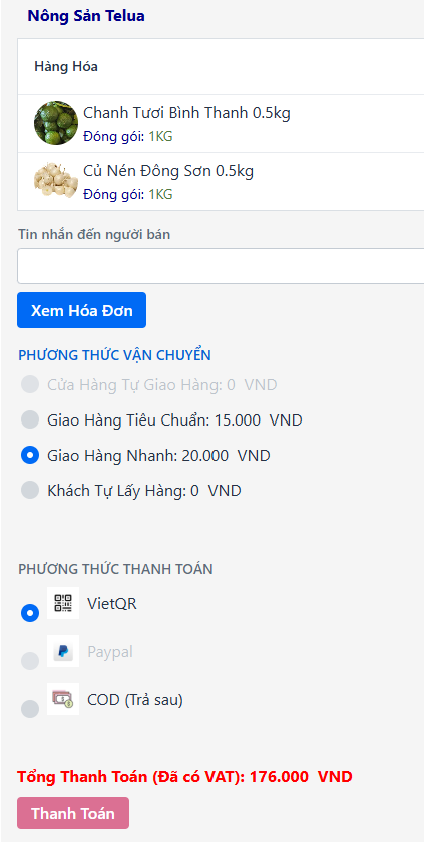 Nông Sản Telua
Hàng Hóa
Chanh Tươi Bình Thanh 0.5kg
Đóng gói: 1KG
Củ Nén Đông Sơn 0.5kg
Đóng gói: 1KG
Tin nhắn đến người bán
Xem Hóa Đơn
PHƯƠNG THỨC VẬN CHUYỂN
Cửa Hàng Tự Giao Hàng: 0 VND
Giao Hàng Tiêu Chuẩn: 15.000 VND
Giao Hàng Nhanh: 20.000 VND
Khách Tự Lấy Hàng: 0 VND
PHƯƠNG THỨC THANH TOÁN
VietQR
Paypal
COD (Trả sau)
Tổng Thanh Toán (Đã có VAT): 176.000 VND
Thanh Toán